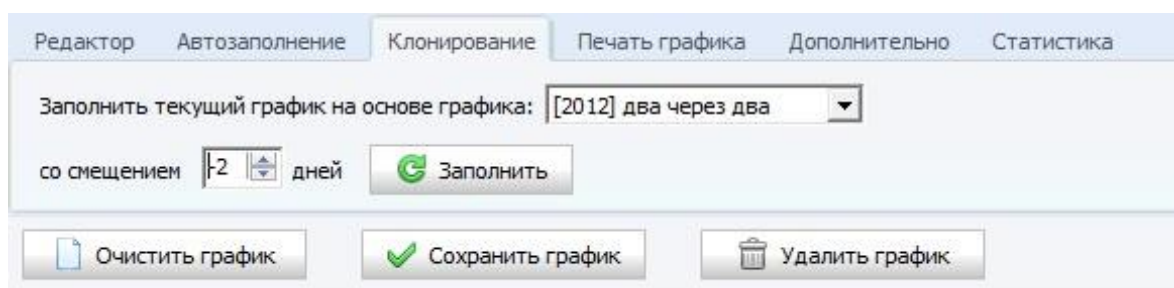 Редактор Автозаполнение Клонирование Печать графика Дополнительно Статистика
Заполнить текущий график на основе графика: [2012] два через два
со смещением -2 дней Заполнить
Очистить график Сохранить график Удалить график